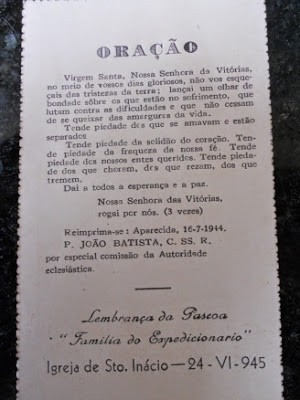 ORAÇÃO
Virgem Santa, Nossa Senhora da Vitórias,
no meio de vossos dias gloriosos, não vos esque-
çais das tristezas da terra; lançai um olhar de
bondade sôbre os que estão no sofrimento, que
lutam contra as dificuldades e que não cessam
de se queixar das amarguras da vida.
Tende piedade dos que se amavam e estão
separados
Tende piedade da solidão do coração. Ten-
de piedade da fraqueza da nossa fé. Tende
piedade dos nossos entes queridos. Tende pieda-
de dos que chorem, dos que rezam, dos que
tremem.
Dai a todos a esperança e a paz.
Nosso Senhora das Vitórias,
rogai por nós. (3 vezes)
Reimprima-se: Aparecida, 16-7-1944.
P. JOÃO BATISTA, C. SS. R.
por especial comissão da Autoridade
eclesiástica.
Lembrança da Pascoa
"Familia do Expedicionario"
Igreja de Sto. Inácio — 24 - VI - 945